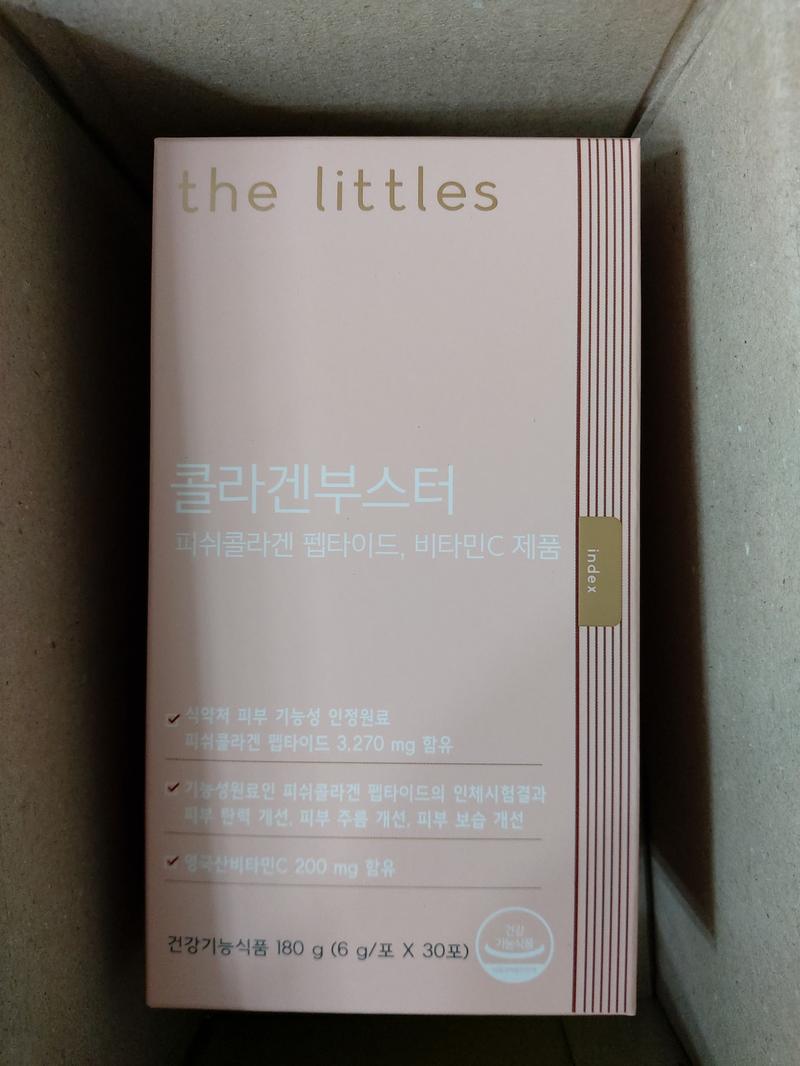 the littles
콜라겐부스터
피쉬콜라겐 펩타이드, 비타민C 제품
index
식약처 피부 기능성 인정원료
피쉬콜라겐 펩타이드 3,270 mg 함유
기능성원료인 피쉬콜라겐 펩타이드의 인체시험결과
피부 탄력 개선, 피부 주름 개선, 피부 보습 개선
영국산비타민C 200 mg 함유
건강기능식품 180 g (6 g/포 X 30포)
건강
기능식품